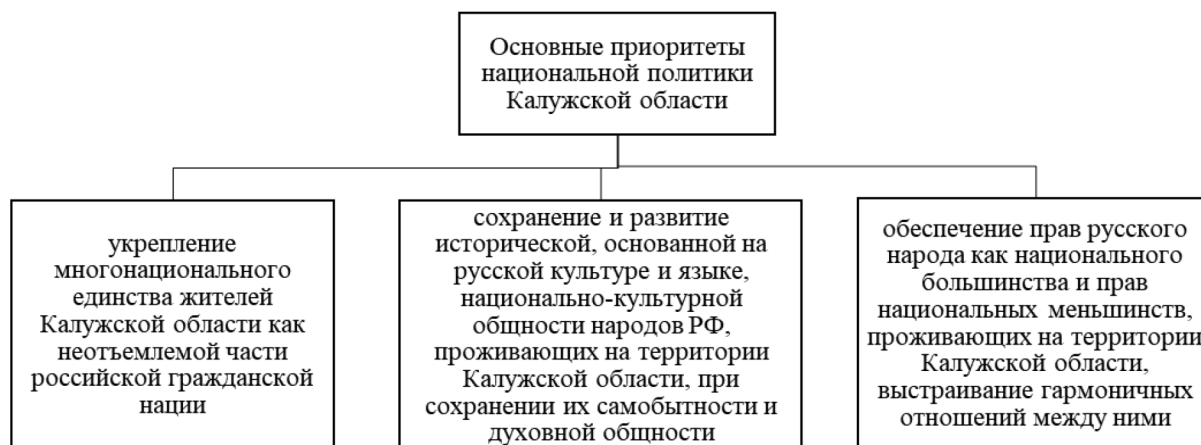 Основные приоритеты
национальной политики
Калужской области
укрепление
многонационального
единства жителей
Калужской области как
неотъемлемой части
российской гражданской
нации
сохранение и развитие
исторической, основанной на
русской культуре и языке,
национально-культурной
общности народов РФ,
проживающих на территории
Калужской области, при
сохранении их самобытности и
духовной общности
обеспечение прав русского
народа как национального
большинства и прав
национальных меньшинств,
проживающих на территории
Калужской области,
выстраивание гармоничных
отношений между ними